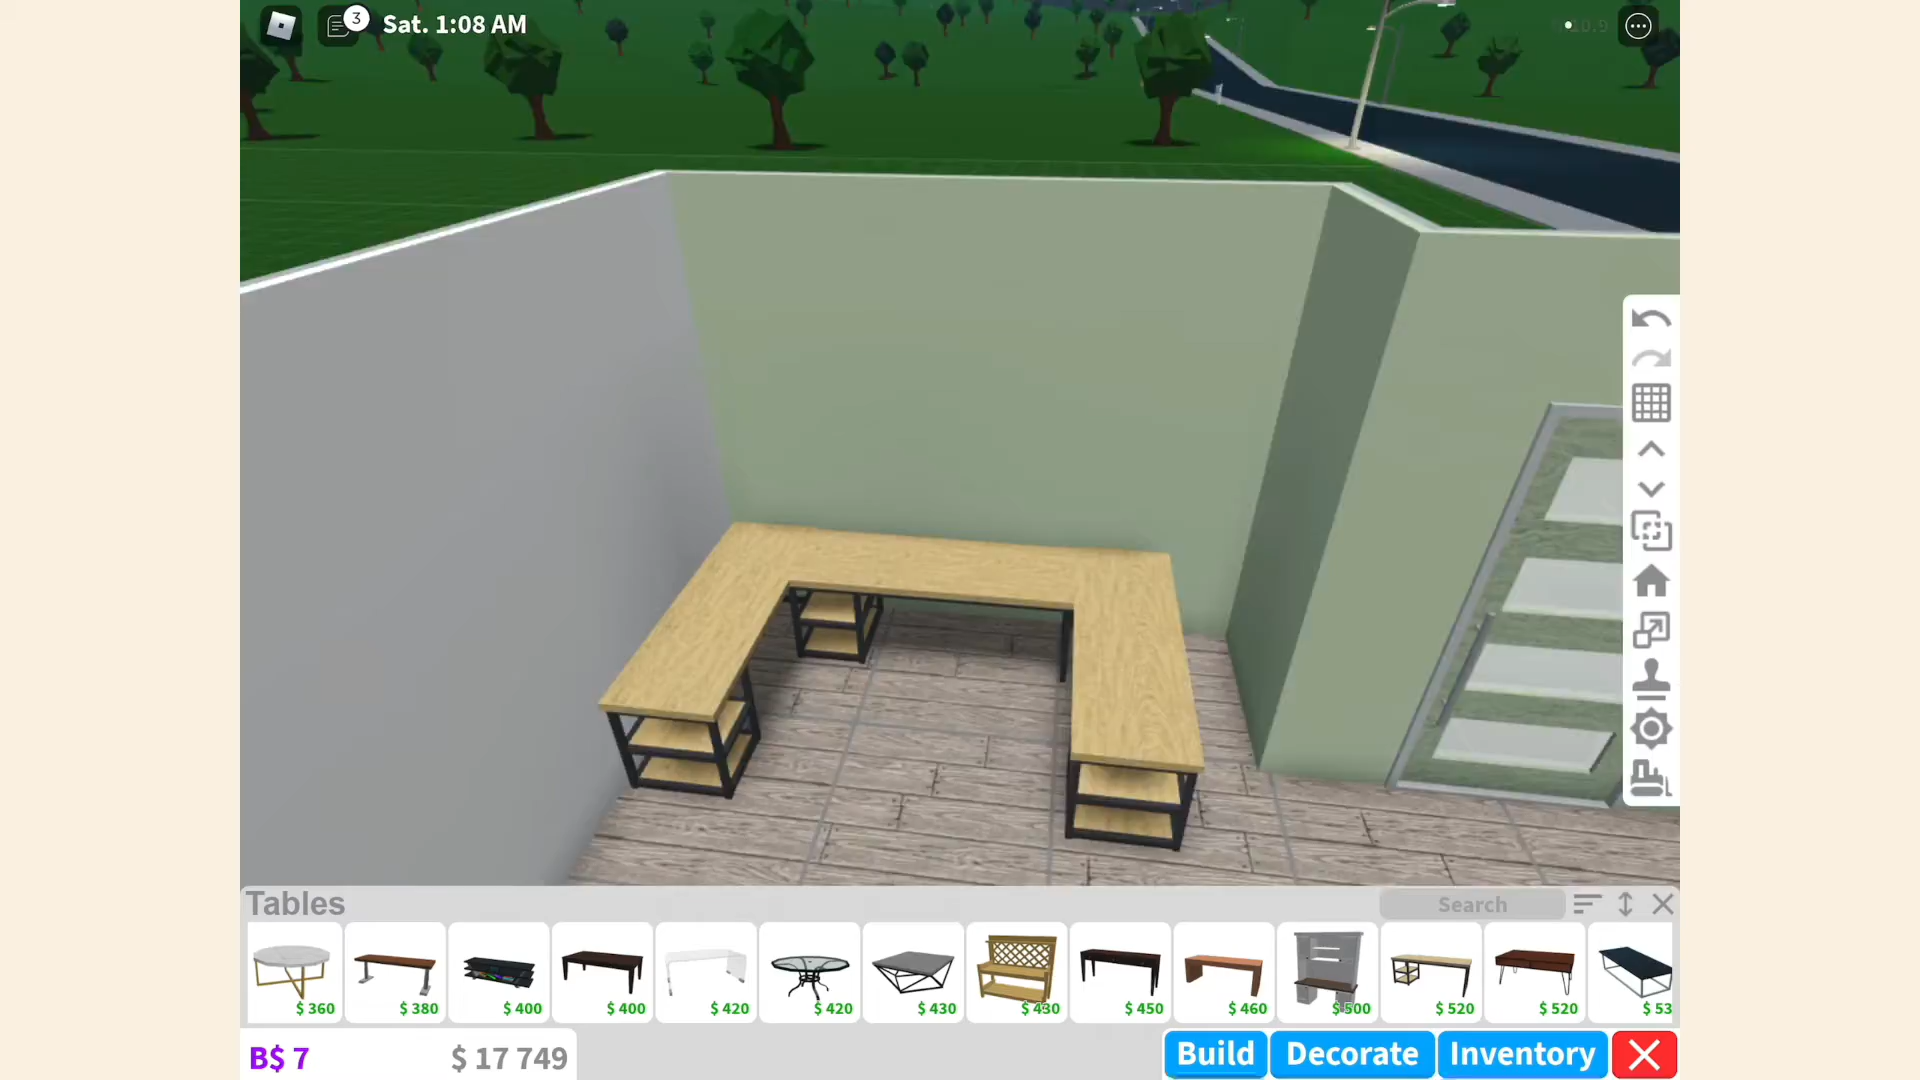 3
Sat. 1:08 AM
Tables
Search
$ 360
$ 380
$ 400
$ 400
$ 420
$ 420
$ 430
$ 430
$ 450
$ 460
$ 500
$ 520
$ 520
$ 53
B$ 7
$ 17 749
Build
Decorate
Inventory